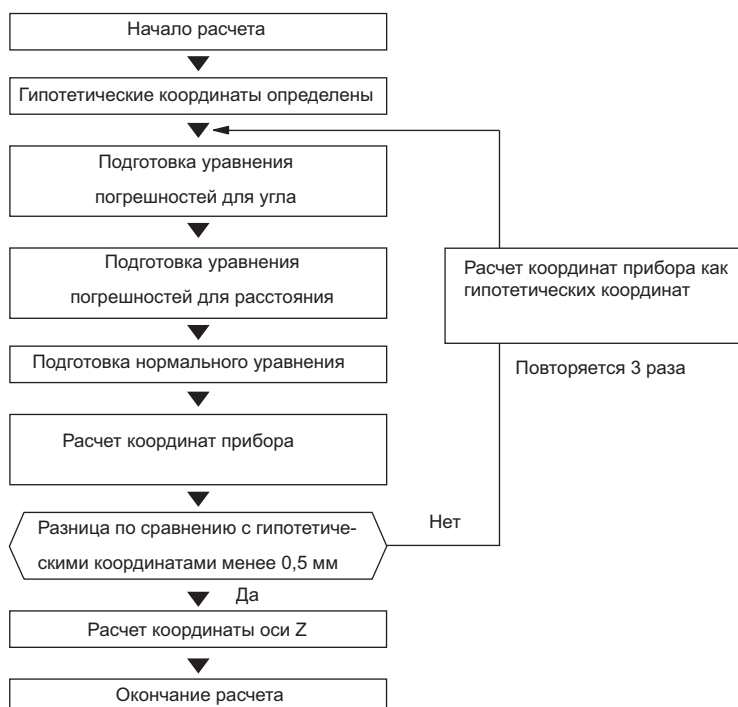 Начало расчета
Гипотетические координаты определены
Подготовка уравнения
погрешностей для угла
Подготовка уравнения
погрешностей для расстояния
Расчет координат прибора как
гипотетических координат
Подготовка нормального уравнения
Повторяется 3 раза
Расчет координат прибора
Разница по сравнению с гипотетиче-
скими координатами менее 0,5 мм
Нет
Да
Расчет координаты оси Z
Окончание расчета